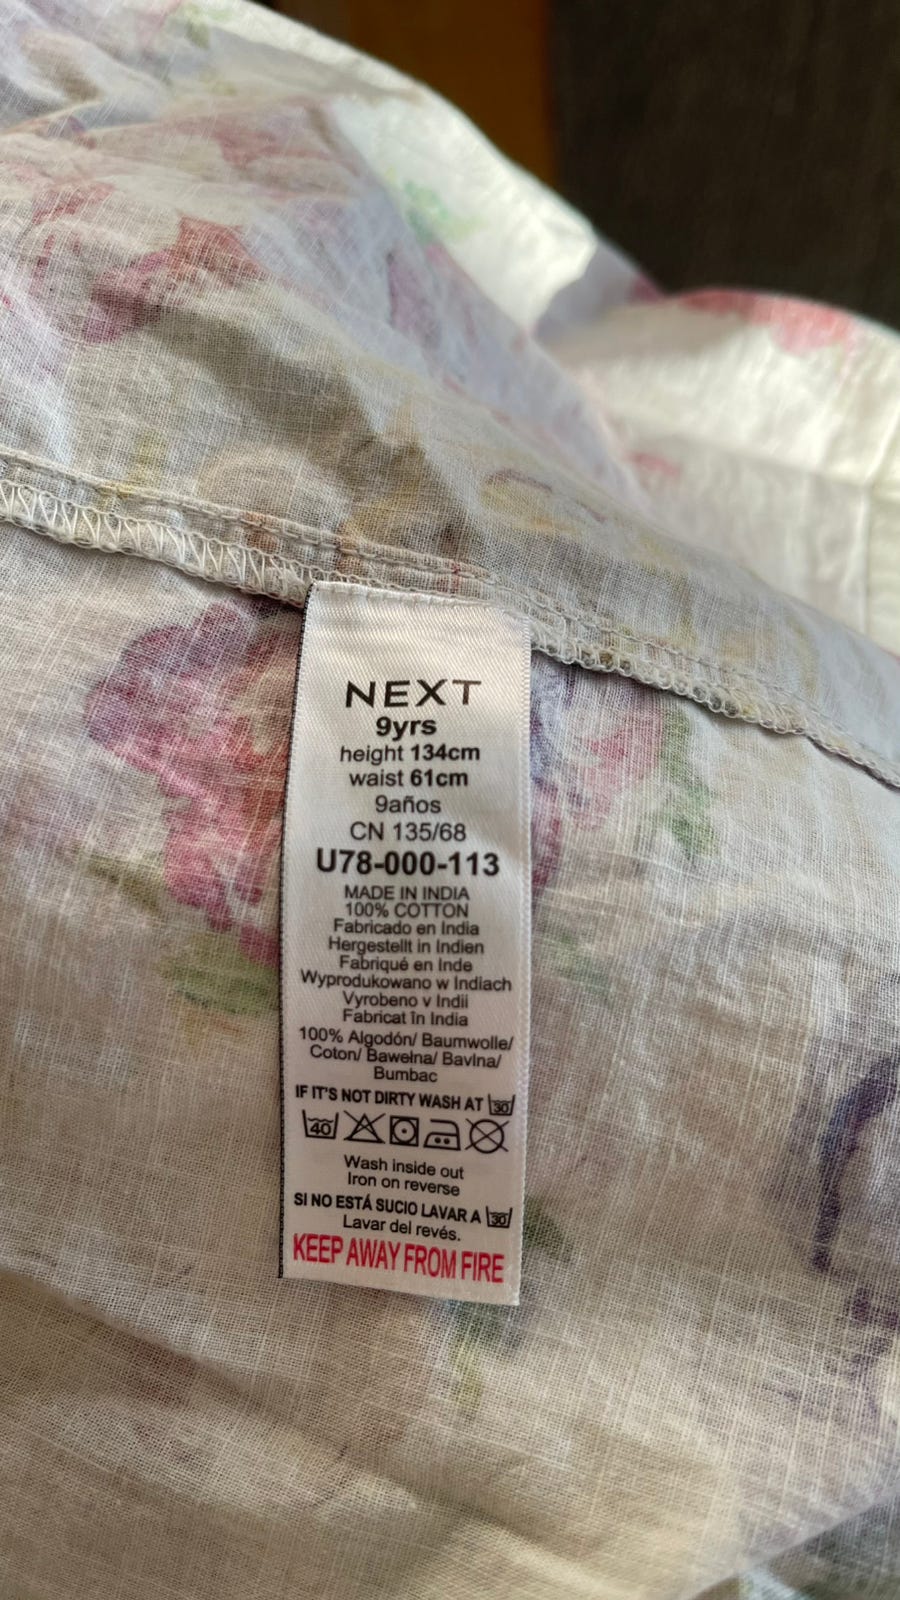 NEXT
9yrs
height 134cm
waist 61cm
9años
CN 135/68
U78-000-113
MADE IN INDIA
100% COTTON
Fabricado en India
Hergestellt in Indien
Fabriqué en Inde
Wyprodukowano w Indiach
Vyrobeno v Indii
Fabricat în India
100% Algodón/ Baumwolle/
Coton/ Bawełna/ Bavlna/
Bumbac
IF IT'S NOT DIRTY WASH AT 30
40
Wash inside out
Iron on reverse
SI NO ESTÁ SUCIO LAVAR A 30
Lavar del revés.
KEEP AWAY FROM FIRE